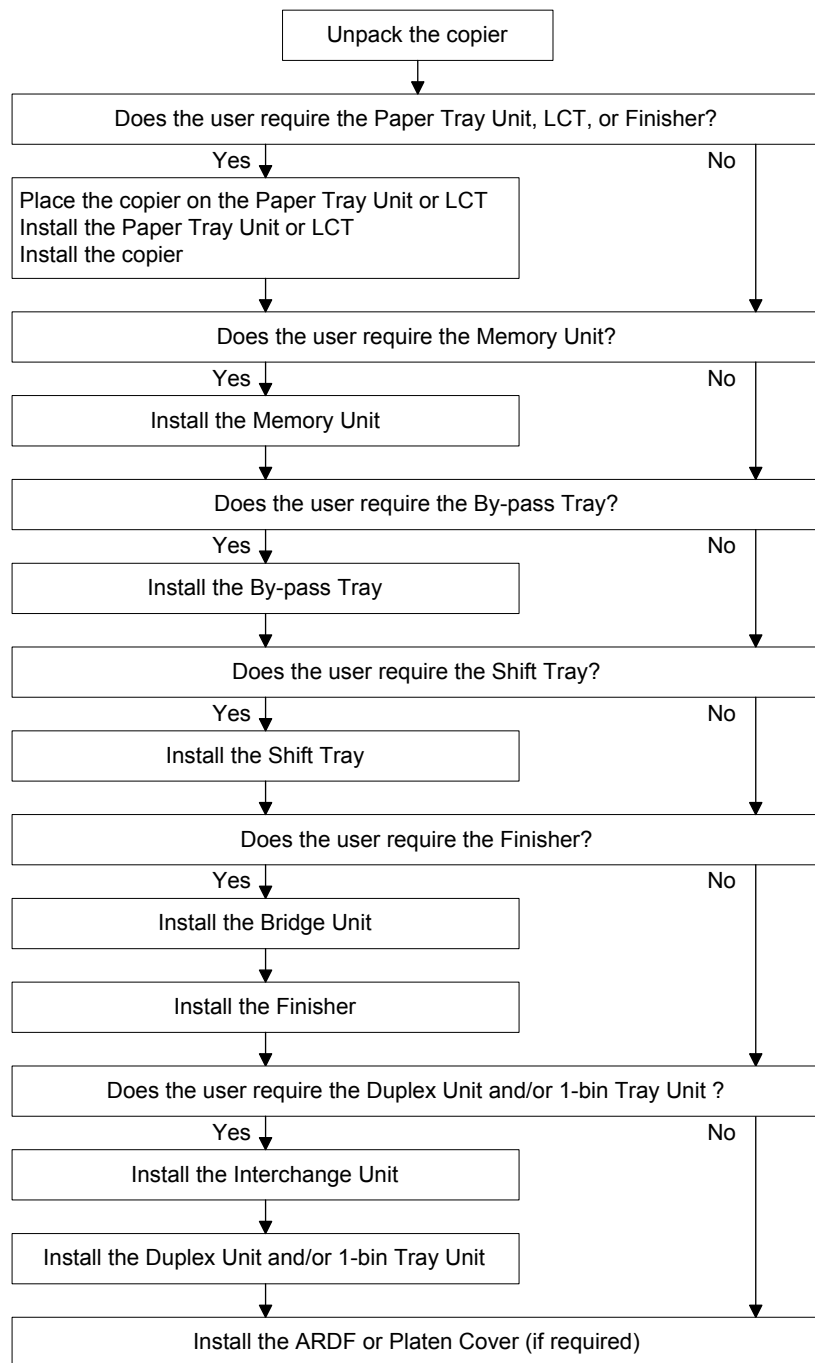 Unpack the copier
Does the user require the Paper Tray Unit, LCT, or Finisher?
Yes
No
Place the copier on the Paper Tray Unit or LCT
Install the Paper Tray Unit or LCT
Install the copier
Does the user require the Memory Unit?
Yes
No
Install the Memory Unit
Does the user require the By-pass Tray?
Yes
No
Install the By-pass Tray
Does the user require the Shift Tray?
Yes
No
Install the Shift Tray
Does the user require the Finisher?
Yes
No
Install the Bridge Unit
Install the Finisher
Does the user require the Duplex Unit and/or 1-bin Tray Unit ?
Yes
No
Install the Interchange Unit
Install the Duplex Unit and/or 1-bin Tray Unit
Install the ARDF or Platen Cover (if required)